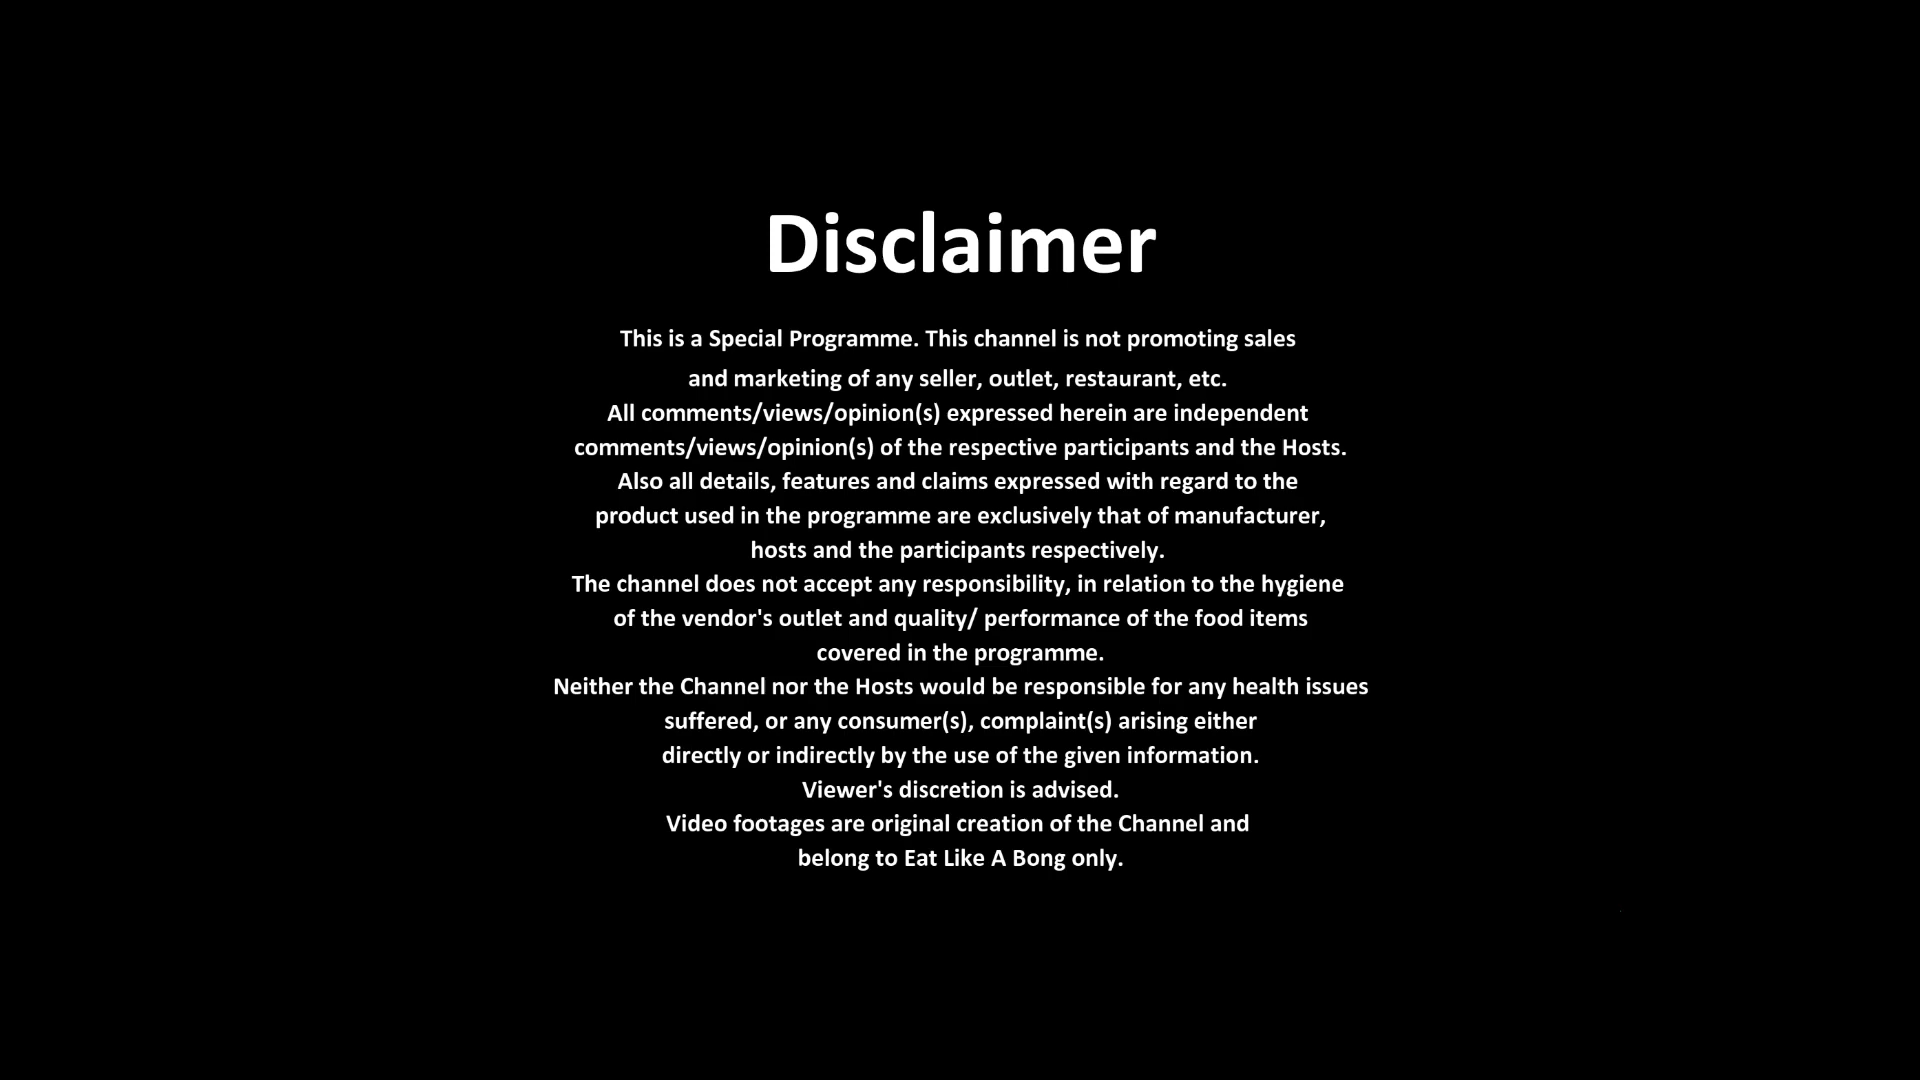 Disclaimer
This is a Special Programme. This channel is not promoting sales
and marketing of any seller, outlet, restaurant, etc.
All comments/views/opinion(s) expressed herein are independent
comments/views/opinion(s) of the respective participants and the Hosts.
Also all details, features and claims expressed with regard to the
product used in the programme are exclusively that of manufacturer,
hosts and the participants respectively.
The channel does not accept any responsibility, in relation to the hygiene
of the vendor's outlet and quality/ performance of the food items
covered in the programme.
Neither the Channel nor the Hosts would be responsible for any health issues
suffered, or any consumer(s), complaint(s) arising either
directly or indirectly by the use of the given information.
Viewer's discretion is advised.
Video footages are original creation of the Channel and
belong to Eat Like A Bong only.